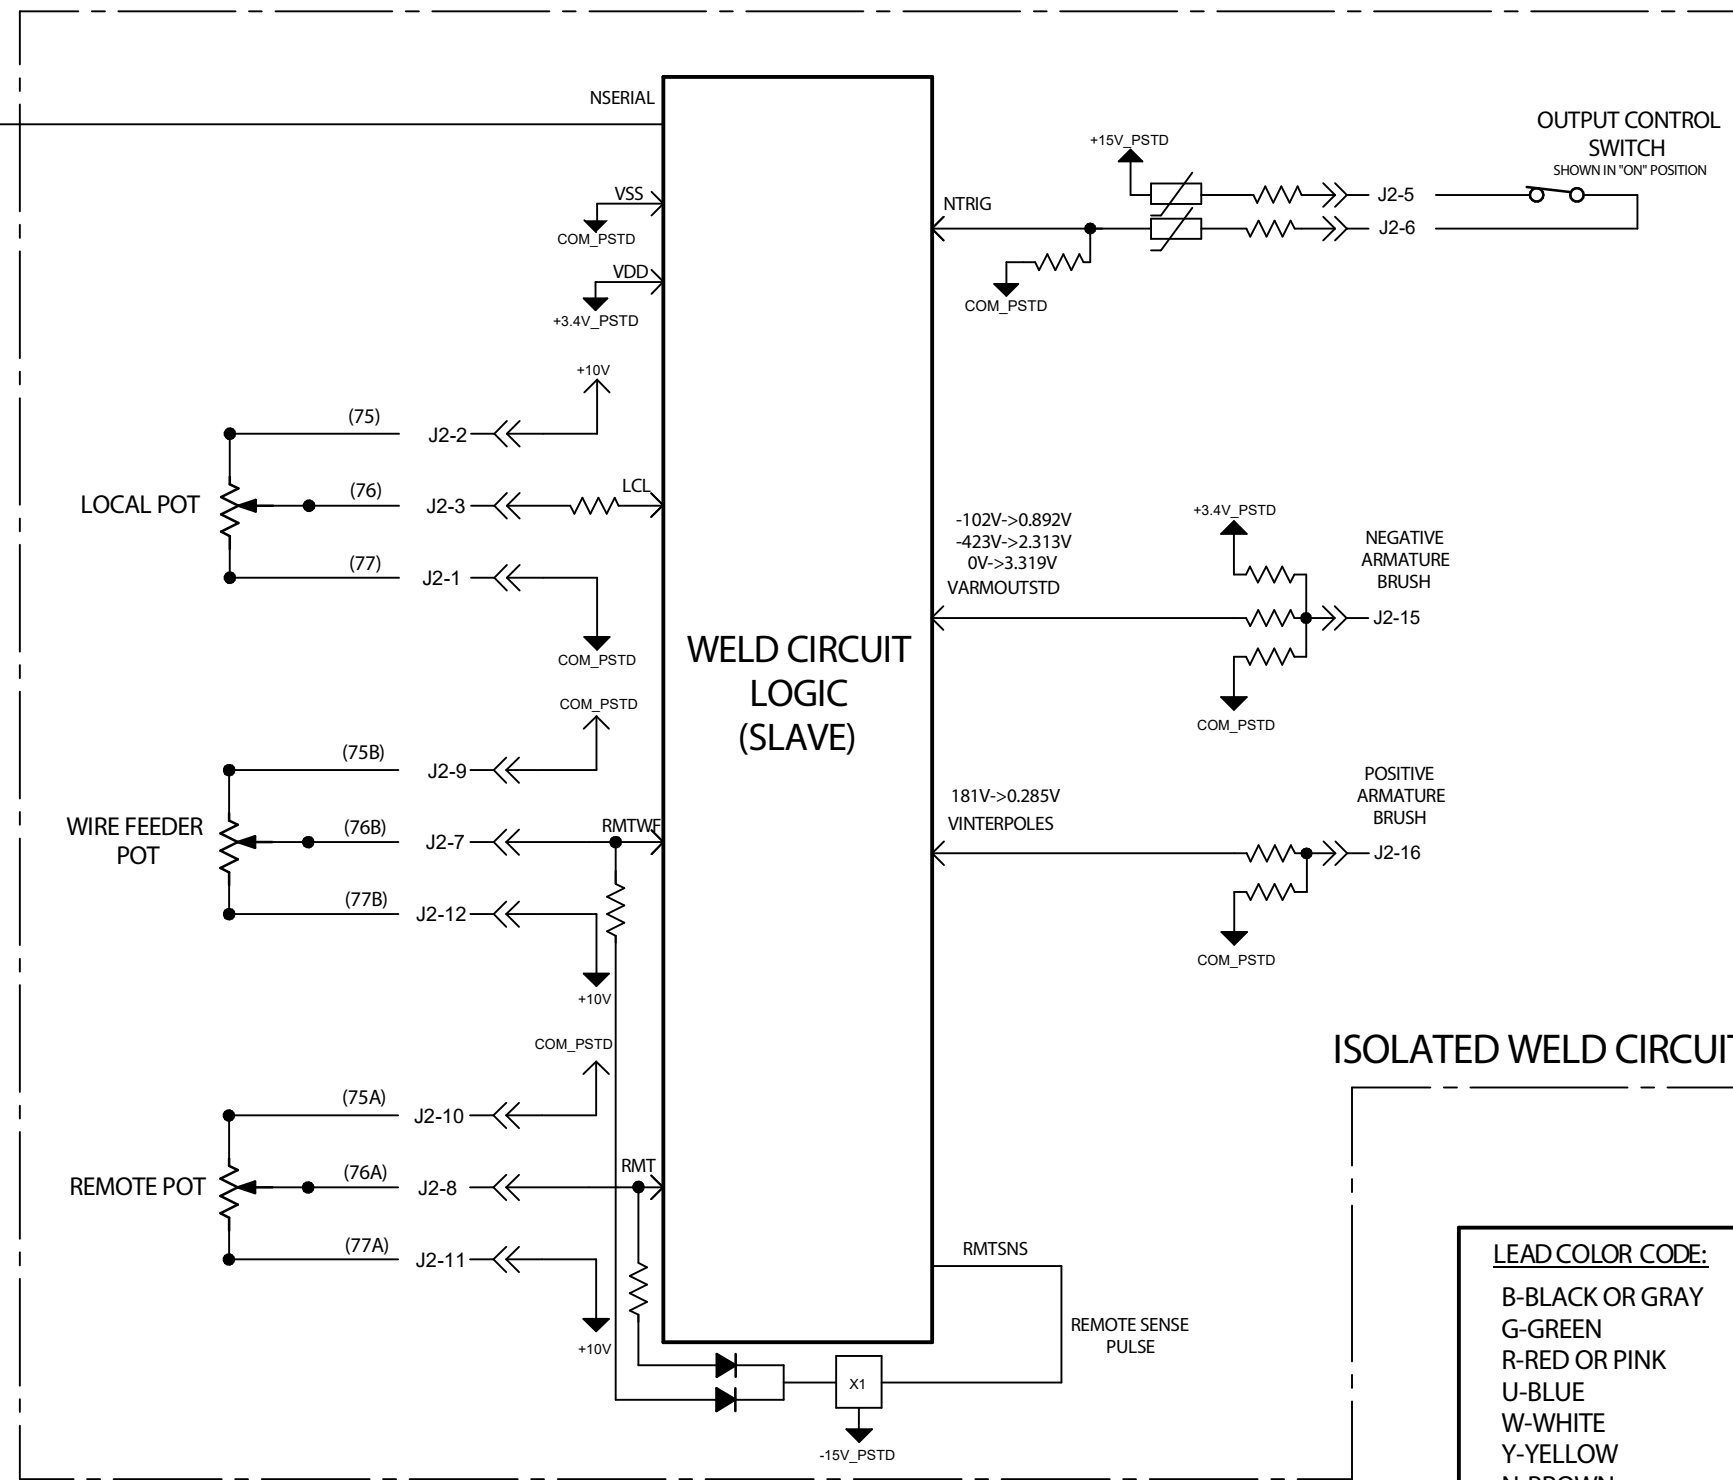 NSERIAL
VSS
COM_PSTD
VDD
+3.4V_PSTD
+10V
(75)
J2-2
LOCAL POT
(76)
J2-3
LCL
(77)
J2-1
COM_PSTD
COM_PSTD
(75B)
J2-9
WIRE FEEDER
POT
(76B)
J2-7
RMTWF
(77B)
J2-12
+10V
COM_PSTD
(75A)
J2-10
REMOTE POT
(76A)
J2-8
RMT
(77A)
J2-11
+10V
WELD CIRCUIT
LOGIC
(SLAVE)
+15V_PSTD
NTRIG
COM_PSTD
J2-5
J2-6
OUTPUT CONTROL
SWITCH
SHOWN IN "ON" POSITION
-102V->0.892V
-423V->2.313V
0V->3.319V
VARMOUTSTD
+3.4V_PSTD
NEGATIVE
ARMATURE
BRUSH
J2-15
COM_PSTD
181V->0.285V
VINTERPOLES
POSITIVE
ARMATURE
BRUSH
J2-16
COM_PSTD
RMTSNS
REMOTE SENSE
PULSE
X1
-15V_PSTD
ISOLATED WELD CIRCUIT
LEAD COLOR CODE:
B-BLACK OR GRAY
G-GREEN
R-RED OR PINK
U-BLUE
W-WHITE
Y-YELLOW
N-BROWN